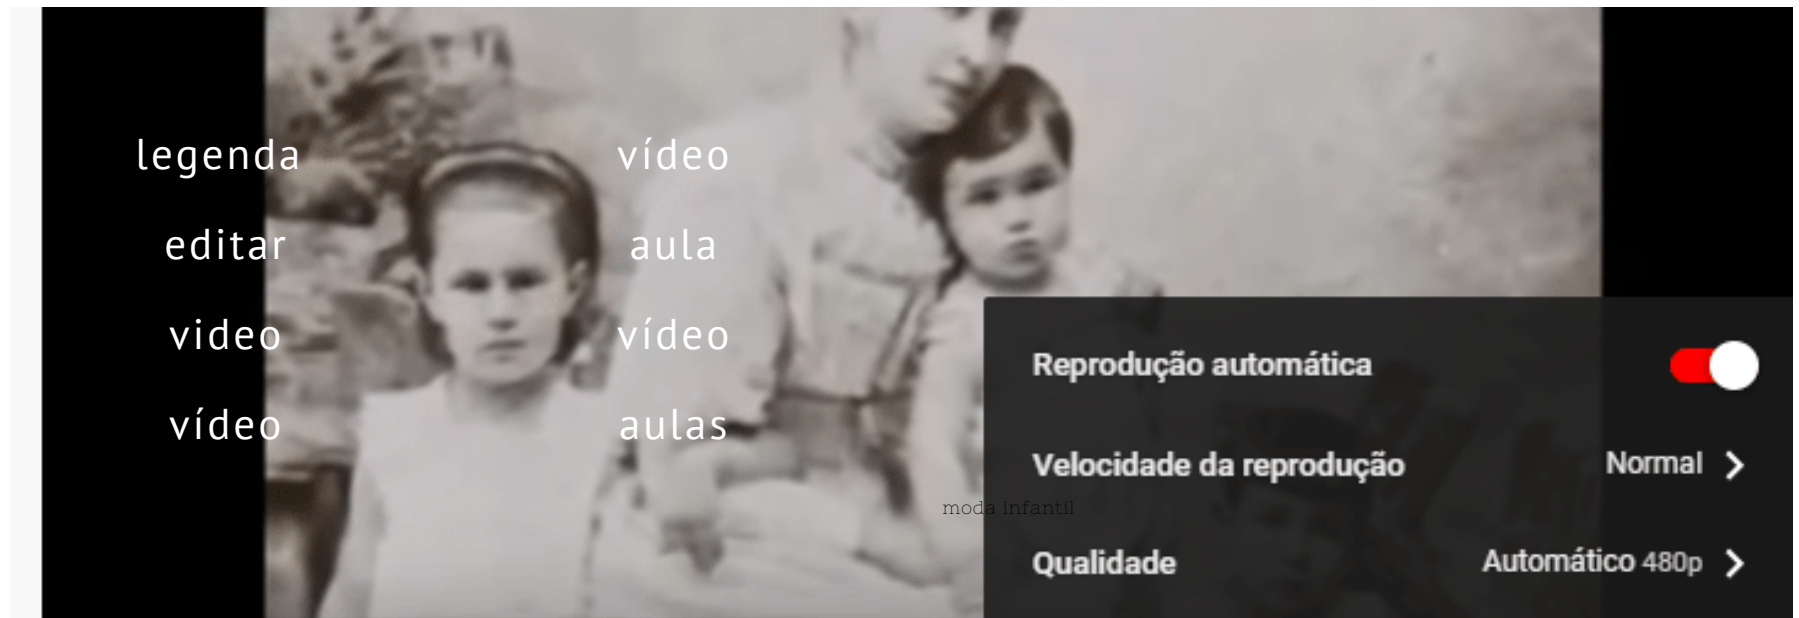 legenda
editar
video
vídeo
vídeo
aula
vídeo
aulas
Reprodução automática
Velocidade da reprodução Normal
moda infantil
Qualidade Automático 480p